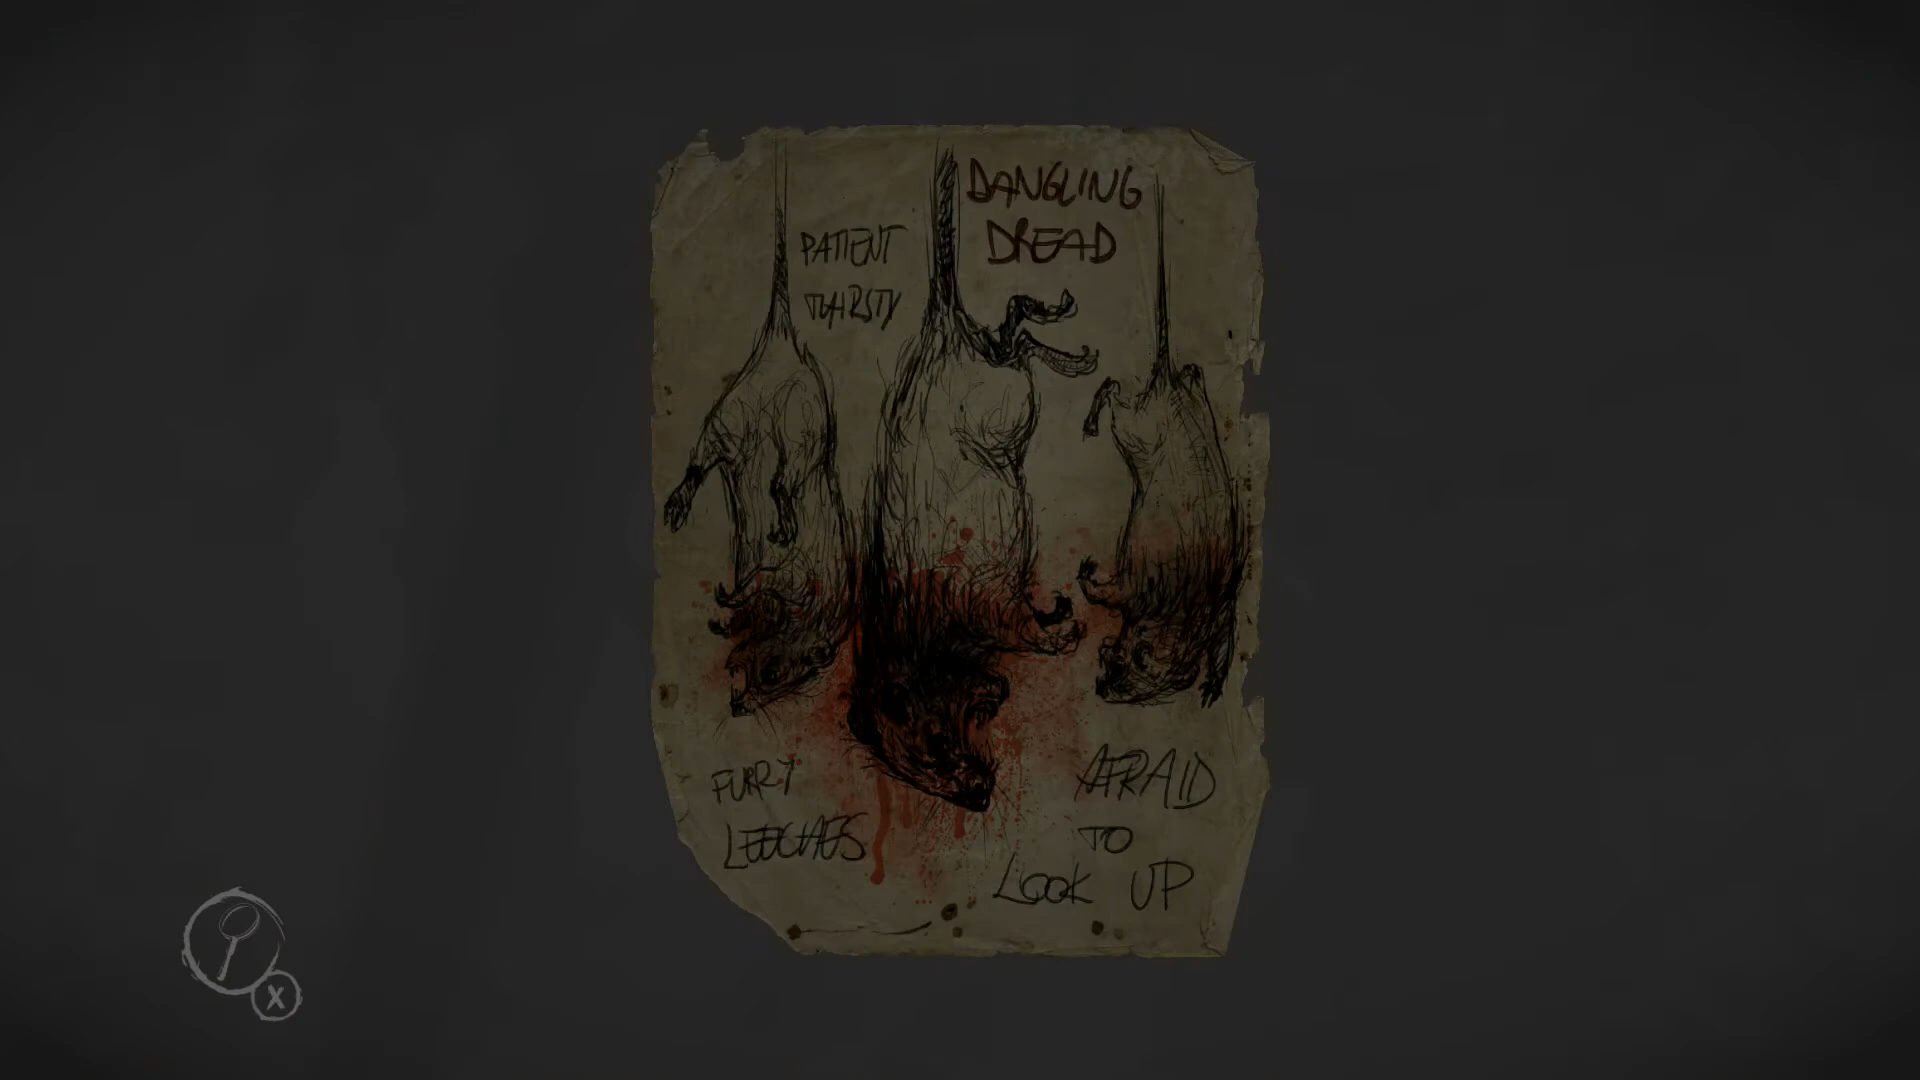 DANGLING
DREAD
PATIENT
THIRSTY
FURRY
LEECHES
AFRAID
TO
LOOK UP
X